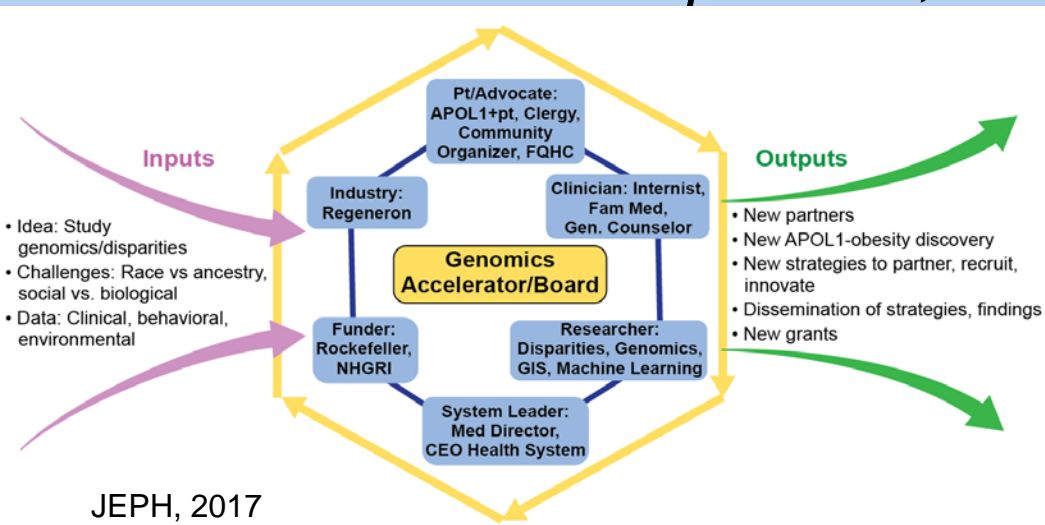 Pt/Advocate:
APOL1+pt, Clergy,
Community
Organizer, FQHC
Inputs
Outputs
Industry:
Regeneron
Clinician: Internist,
Fam Med,
Gen. Counselor
• Idea: Study
genomics/disparities
• Challenges: Race vs ancestry,
social vs. biological
• Data: Clinical, behavioral,
environmental
Genomics
Accelerator/Board
• New partners
• New APOL1-obesity discovery
• New strategies to partner, recruit,
innovate
• Dissemination of strategies, findings
• New grants
Funder:
Rockefeller,
NHGRI
Researcher:
Disparities, Genomics,
GIS, Machine Learning
System Leader:
Med Director,
CEO Health System
JEPH, 2017